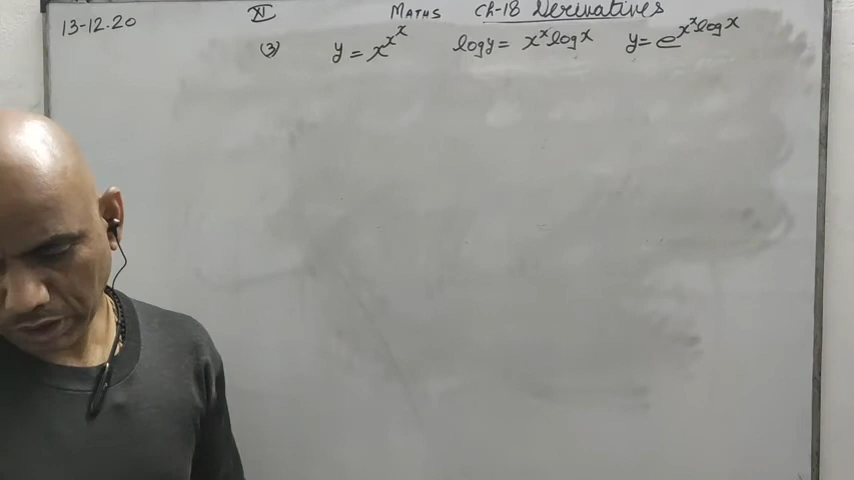 13-12-20 XI MATHS Ch-18 Derivatives
(3) y = x^x^x log y = x^x log x y = e^x^x log x